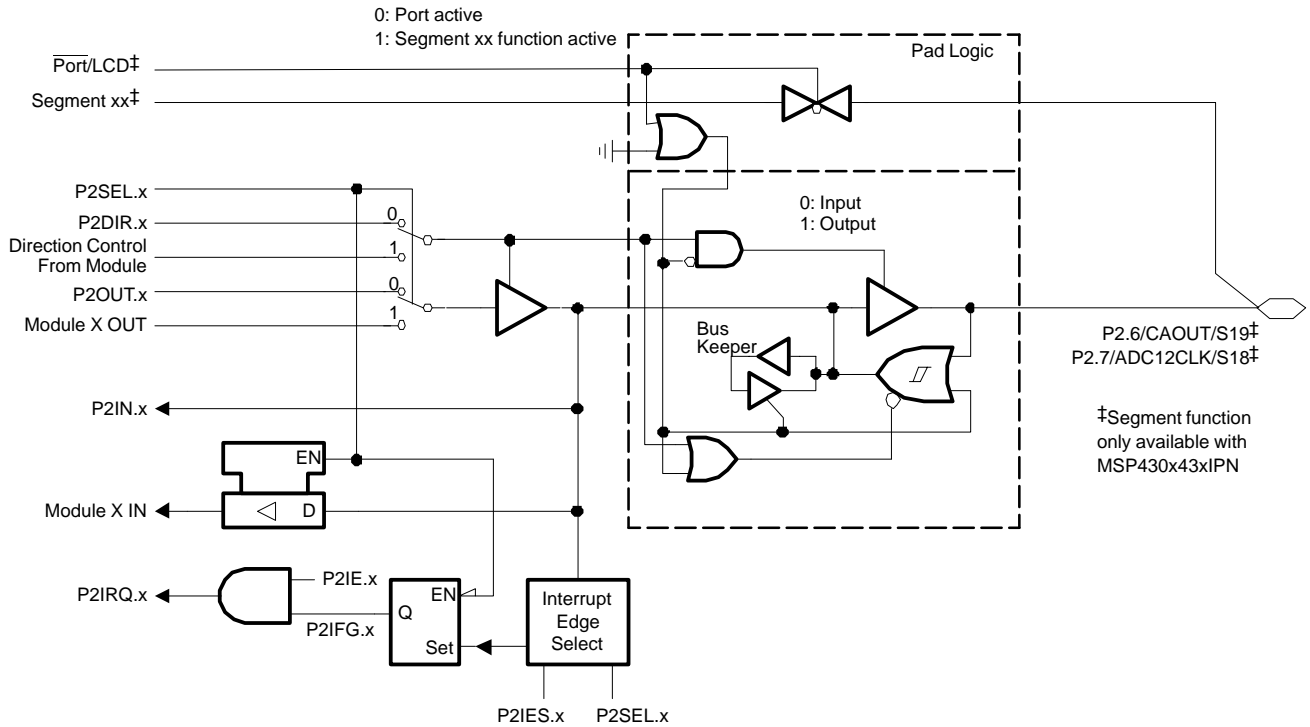 0: Port active
1: Segment xx function active
Pad Logic
Port/LCD‡
Segment xx‡
P2SEL.x
P2DIR.x
0
Direction Control
From Module
1
P2OUT.x
0
Module X OUT
1
0: Input
1: Output
Bus
Keeper
P2.6/CAOUT/S19‡
P2.7/ADC12CLK/S18‡
‡Segment function
only available with
MSP430x43xIPN
P2IN.x
EN
Module X IN
D
P2IRQ.x
P2IE.x
P2IFG.x
EN
Q
Set
Interrupt
Edge
Select
P2IES.x
P2SEL.x